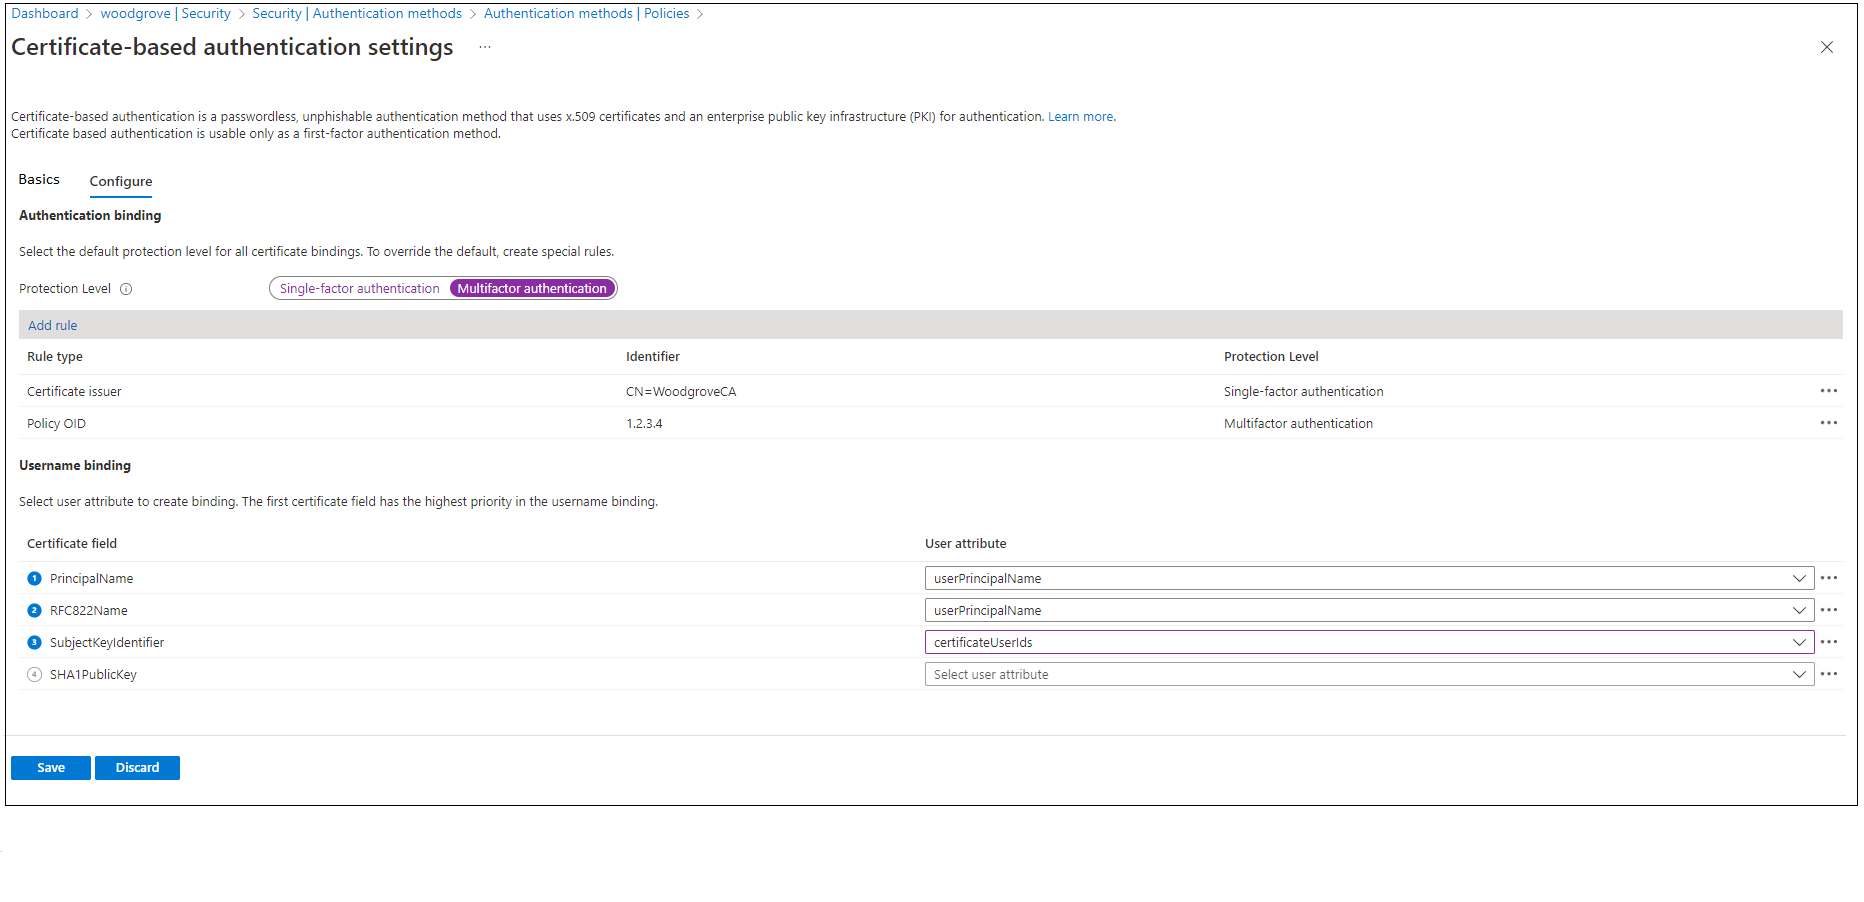 Dashboard > woodgrove | Security > Security | Authentication methods > Authentication methods | Policies >
Certificate-based authentication settings ...
Certificate-based authentication is a passwordless, unphishable authentication method that uses x.509 certificates and an enterprise public key infrastructure (PKI) for authentication. Learn more.
Certificate based authentication is usable only as a first-factor authentication method.
Basics Configure
Authentication binding
Select the default protection level for all certificate bindings. To override the default, create special rules.
Protection Level Single-factor authentication Multifactor authentication
Add rule
Rule type Identifier Protection Level
Certificate issuer CN=WoodgroveCA Single-factor authentication
Policy OID 1.2.3.4 Multifactor authentication
Username binding
Select user attribute to create binding. The first certificate field has the highest priority in the username binding.
Certificate field User attribute
1 PrincipalName userPrincipalName
2 RFC822Name userPrincipalName
3 SubjectKeyIdentifier certificateUserIds
4 SHA1PublicKey Select user attribute
Save Discard